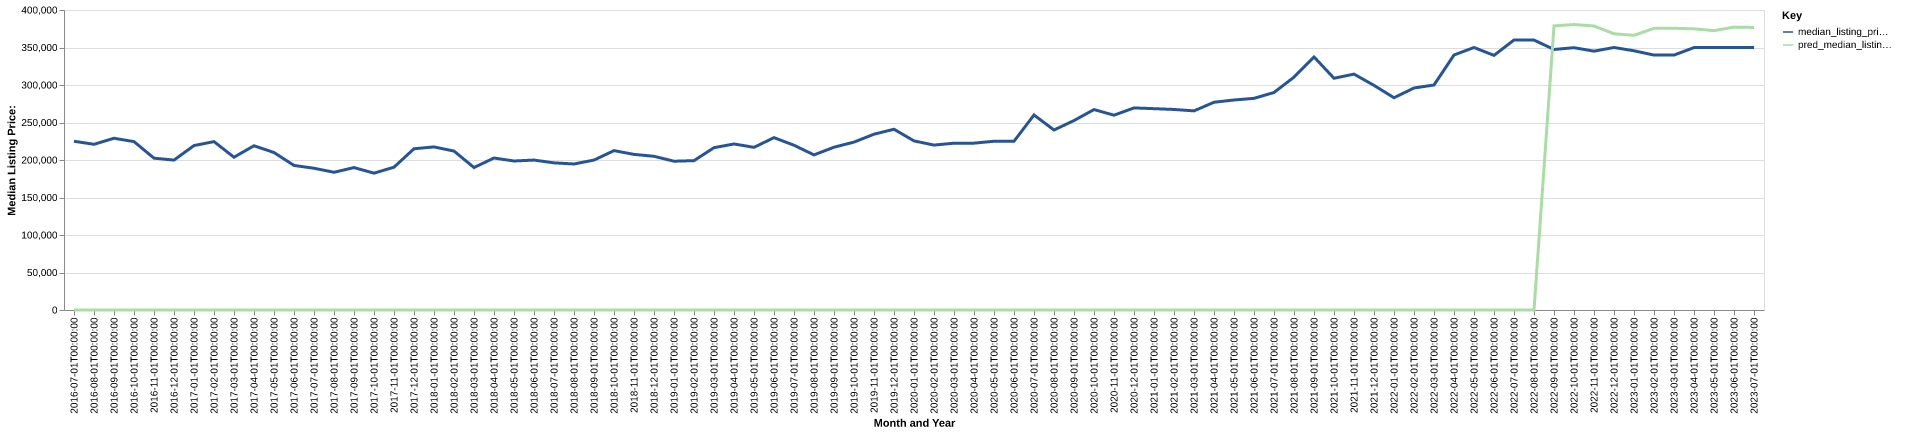 400,000
350,000
300,000
250,000
200,000
150,000
100,000
50,000
0
Median Listing Price:
Key
median_listing_pri...
pred_median_listin...
2016-07-01T00:00:00
2016-08-01T00:00:00
2016-09-01T00:00:00
2016-10-01T00:00:00
2016-11-01T00:00:00
2016-12-01T00:00:00
2017-01-01T00:00:00
2017-02-01T00:00:00
2017-03-01T00:00:00
2017-04-01T00:00:00
2017-05-01T00:00:00
2017-06-01T00:00:00
2017-07-01T00:00:00
2017-08-01T00:00:00
2017-09-01T00:00:00
2017-10-01T00:00:00
2017-11-01T00:00:00
2017-12-01T00:00:00
2018-01-01T00:00:00
2018-02-01T00:00:00
2018-03-01T00:00:00
2018-04-01T00:00:00
2018-05-01T00:00:00
2018-06-01T00:00:00
2018-07-01T00:00:00
2018-08-01T00:00:00
2018-09-01T00:00:00
2018-10-01T00:00:00
2018-11-01T00:00:00
2018-12-01T00:00:00
2019-01-01T00:00:00
2019-02-01T00:00:00
2019-03-01T00:00:00
2019-04-01T00:00:00
2019-05-01T00:00:00
2019-06-01T00:00:00
2019-07-01T00:00:00
2019-08-01T00:00:00
2019-09-01T00:00:00
2019-10-01T00:00:00
2019-11-01T00:00:00
2019-12-01T00:00:00
2020-01-01T00:00:00
2020-02-01T00:00:00
2020-03-01T00:00:00
2020-04-01T00:00:00
2020-05-01T00:00:00
2020-06-01T00:00:00
2020-07-01T00:00:00
2020-08-01T00:00:00
2020-09-01T00:00:00
2020-10-01T00:00:00
2020-11-01T00:00:00
2020-12-01T00:00:00
2021-01-01T00:00:00
2021-02-01T00:00:00
2021-03-01T00:00:00
2021-04-01T00:00:00
2021-05-01T00:00:00
2021-06-01T00:00:00
2021-07-01T00:00:00
2021-08-01T00:00:00
2021-09-01T00:00:00
2021-10-01T00:00:00
2021-11-01T00:00:00
2021-12-01T00:00:00
2022-01-01T00:00:00
2022-02-01T00:00:00
2022-03-01T00:00:00
2022-04-01T00:00:00
2022-05-01T00:00:00
2022-06-01T00:00:00
2022-07-01T00:00:00
2022-08-01T00:00:00
2022-09-01T00:00:00
2022-10-01T00:00:00
2022-11-01T00:00:00
2022-12-01T00:00:00
2023-01-01T00:00:00
2023-02-01T00:00:00
2023-03-01T00:00:00
2023-04-01T00:00:00
2023-05-01T00:00:00
2023-06-01T00:00:00
2023-07-01T00:00:00
Month and Year